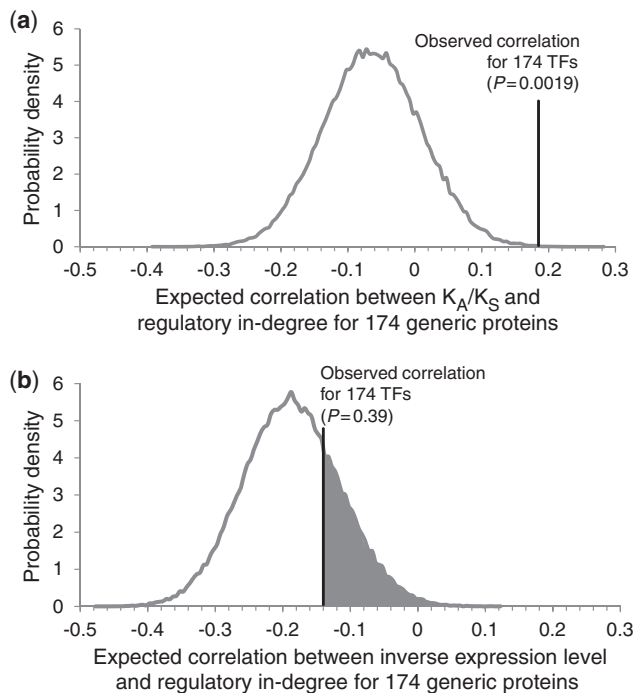 (a)
Observed correlation
for 174 TFs
(P=0.0019)
Probability density
6
5
4
3
2
1
0
-0.5 -0.4 -0.3 -0.2 -0.1 0 0.1 0.2 0.3
Expected correlation between KA/KS and
regulatory in-degree for 174 generic proteins
(b)
Observed correlation
for 174 TFs
(P=0.39)
Probability density
6
5
4
3
2
1
0
-0.5 -0.4 -0.3 -0.2 -0.1 0 0.1 0.2 0.3
Expected correlation between inverse expression level
and regulatory in-degree for 174 generic proteins